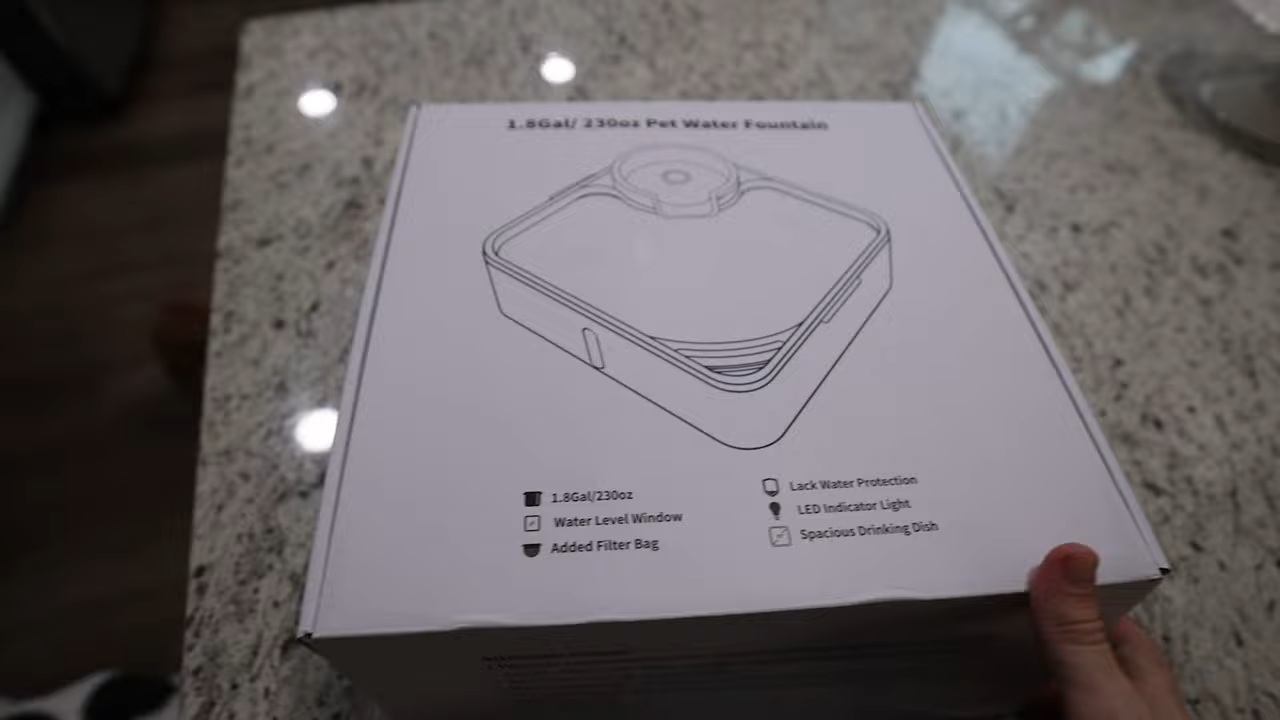 1.8Gal/ 230oz Pet Water Fountain
1.8Gal/230oz
Water Level Window
Added Filter Bag
Lack Water Protection
LED Indicator Light
Spacious Drinking Dish